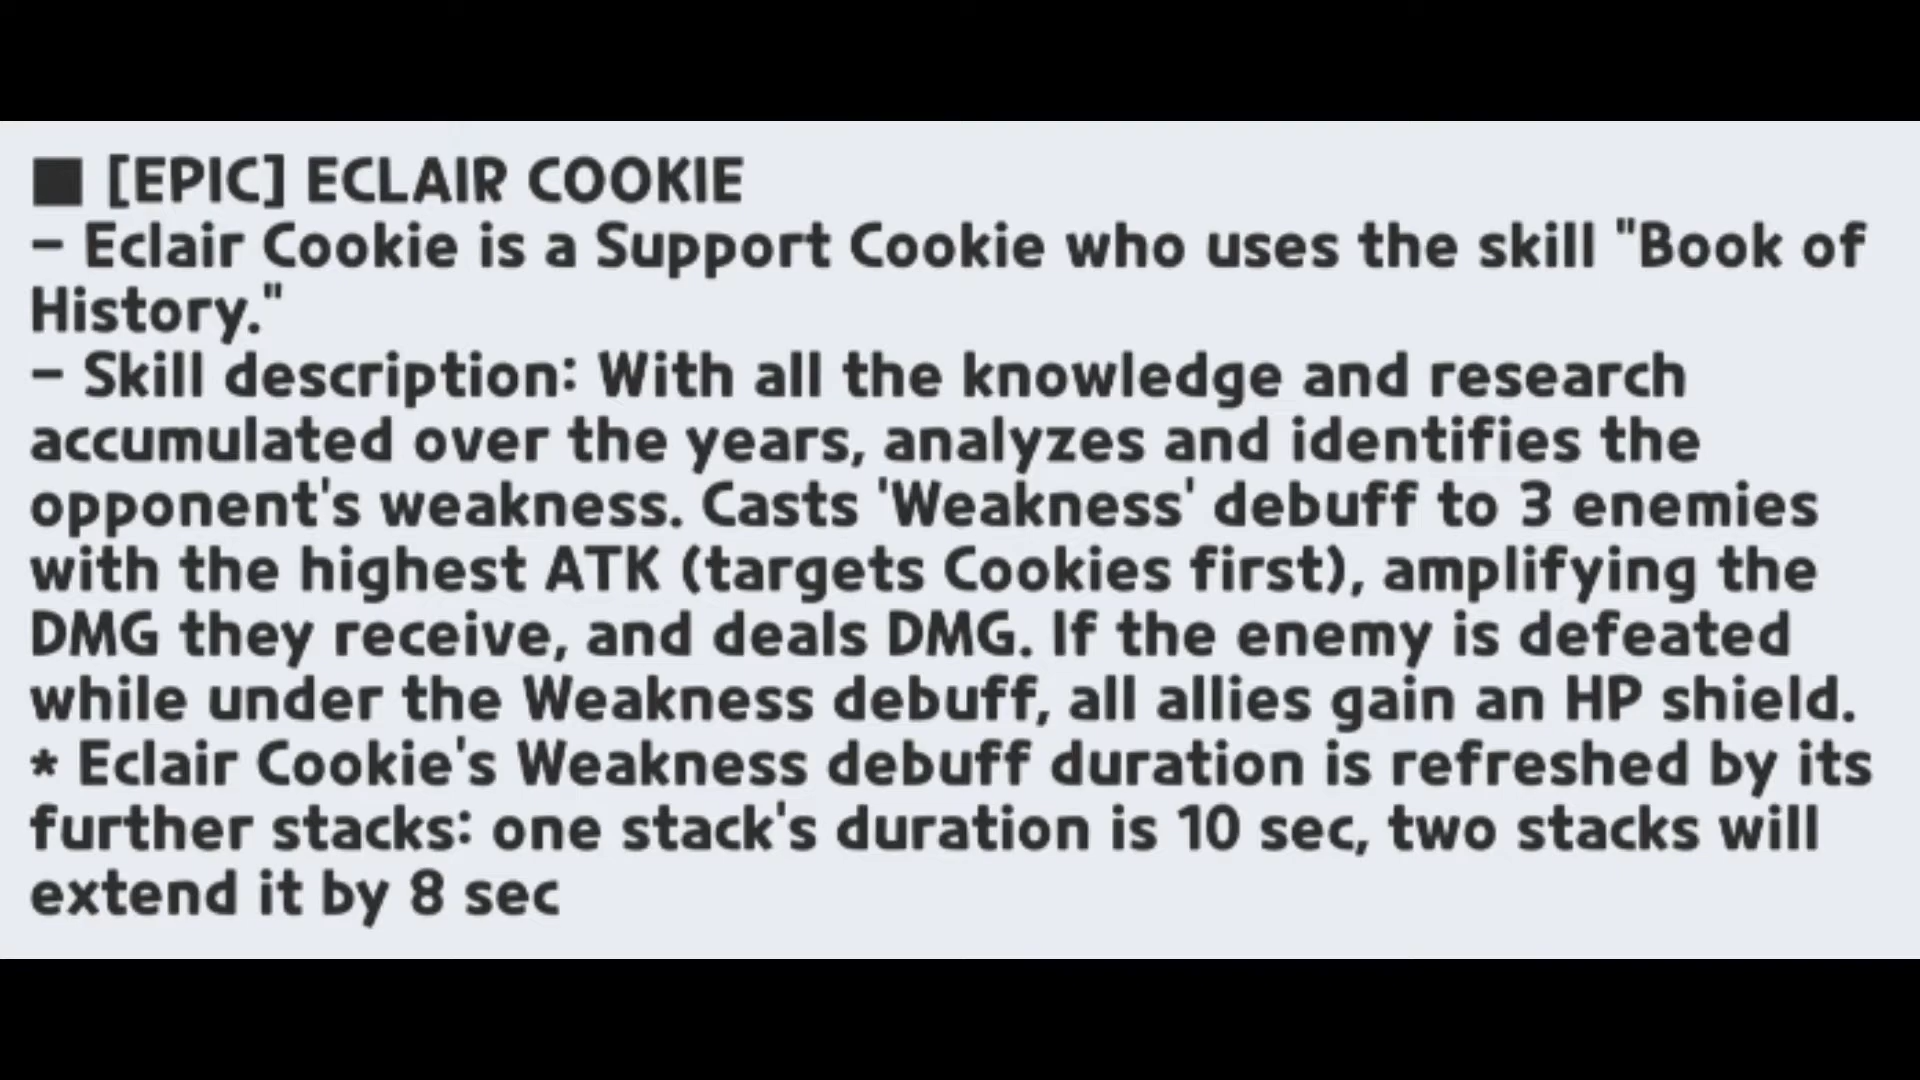 ■ [EPIC] ECLAIR COOKIE
- Eclair Cookie is a Support Cookie who uses the skill "Book of
History."
- Skill description: With all the knowledge and research
accumulated over the years, analyzes and identifies the
opponent's weakness. Casts 'Weakness' debuff to 3 enemies
with the highest ATK (targets Cookies first), amplifying the
DMG they receive, and deals DMG. If the enemy is defeated
while under the Weakness debuff, all allies gain an HP shield.
* Eclair Cookie's Weakness debuff duration is refreshed by its
further stacks: one stack's duration is 10 sec, two stacks will
extend it by 8 sec